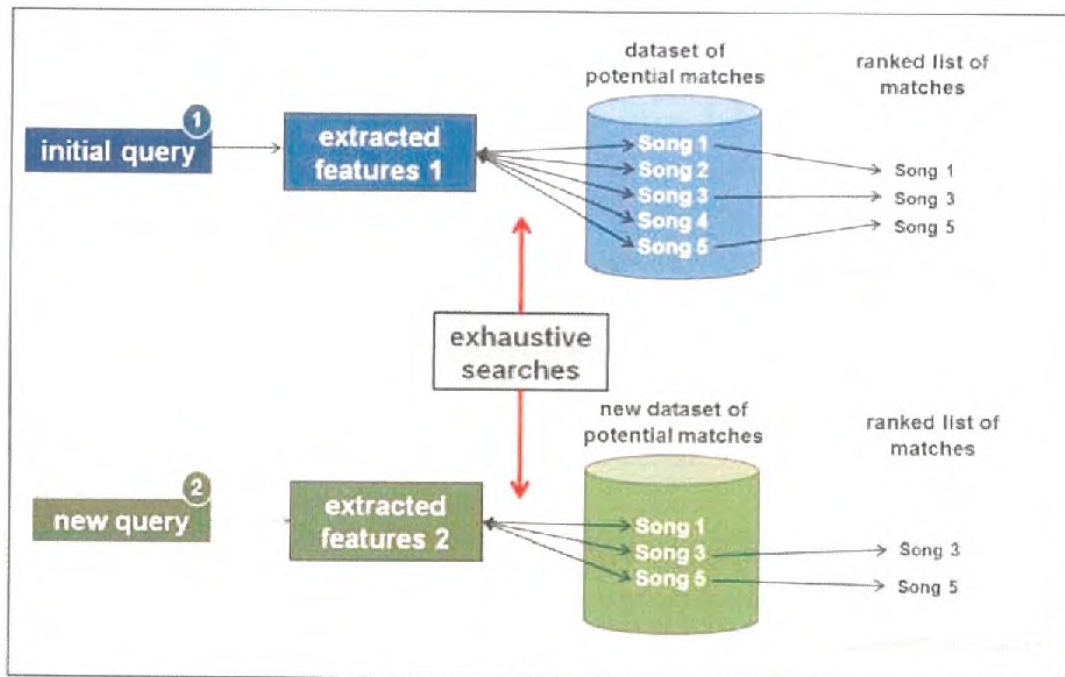 dataset of
potential matches
ranked list of
matches
1
initial query
extracted
features 1
Song 1
Song 2
Song 3
Song 4
Song 5
Song 1
Song 3
Song 5
exhaustive
searches
new dataset of
potential matches
ranked list of
matches
2
new query
extracted
features 2
Song 1
Song 3
Song 5
Song 3
Song 5